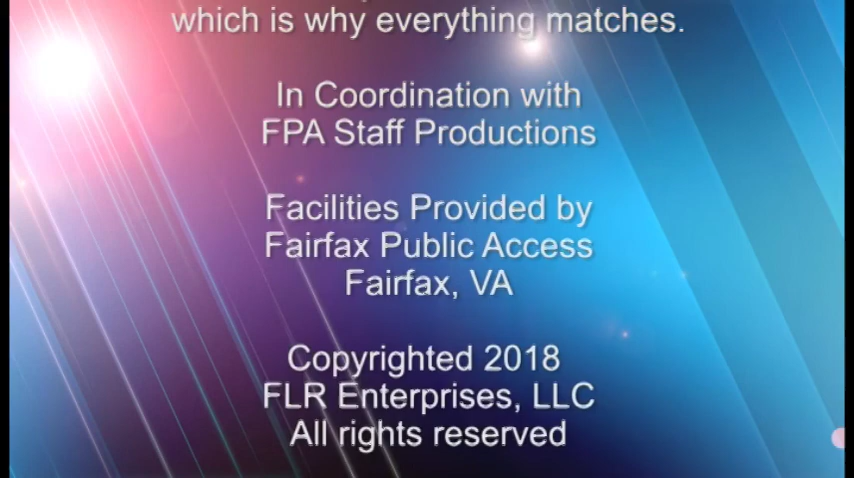 which is why everything matches.
In Coordination with
FPA Staff Productions
Facilities Provided by
Fairfax Public Access
Fairfax, VA
Copyrighted 2018
FLR Enterprises, LLC
All rights reserved